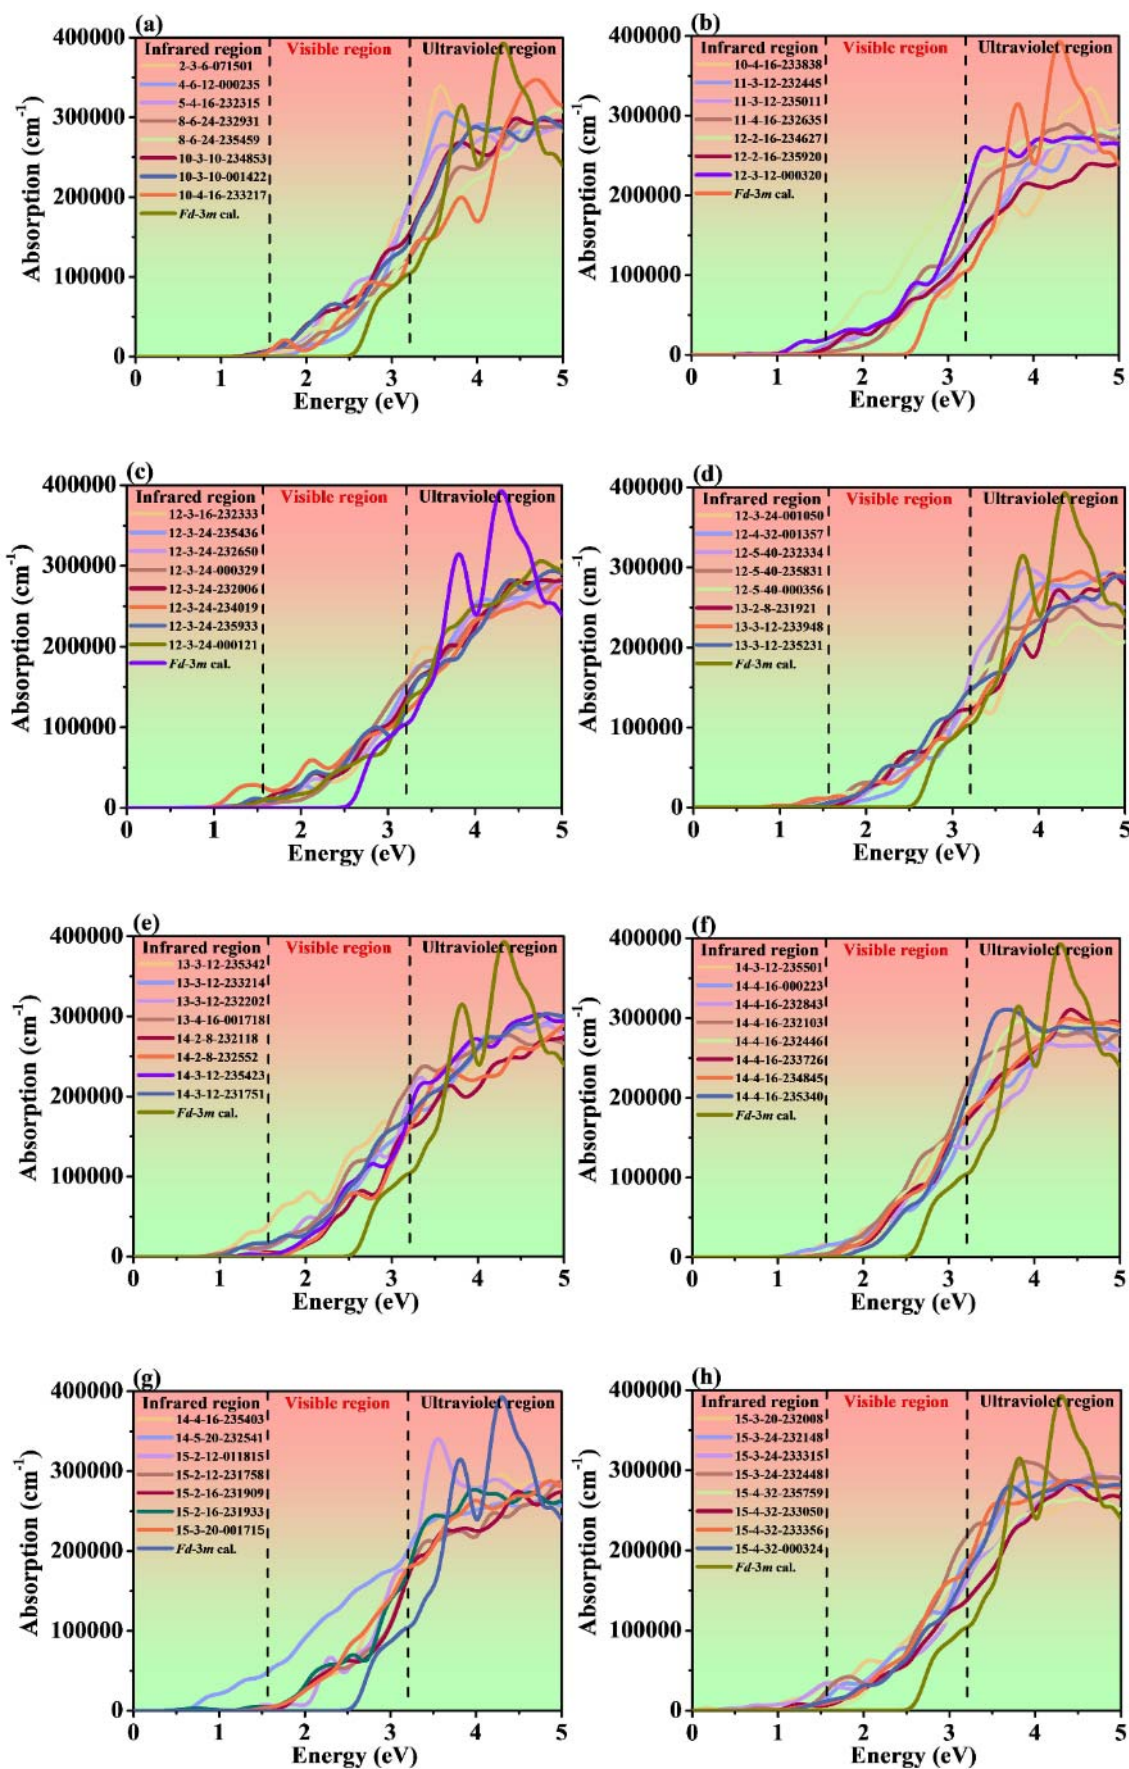 (a)
400000
300000
200000
100000
0
Absorption (cm-1)
Infrared region Visible region Ultraviolet region
2-3-6-071501
4-6-12-000235
5-4-16-232315
8-6-24-232931
8-6-24-235459
10-3-10-234853
10-3-10-001422
10-4-16-233217
Fd-3m cal.
0 1 2 3 4 5
Energy (eV)
(b)
400000
300000
200000
100000
0
Absorption (cm-1)
Infrared region Visible region Ultraviolet region
10-4-16-233838
11-3-12-232445
11-3-12-235011
11-4-16-232635
12-2-16-234627
12-2-16-235920
12-3-12-000320
Fd-3m cal.
0 1 2 3 4 5
Energy (eV)
(c)
400000
300000
200000
100000
0
Absorption (cm-1)
Infrared region Visible region Ultraviolet region
12-3-16-232333
12-3-24-235436
12-3-24-232650
12-3-24-000329
12-3-24-232006
12-3-24-234019
12-3-24-235933
12-3-24-000121
Fd-3m cal.
0 1 2 3 4 5
Energy (eV)
(d)
400000
300000
200000
100000
0
Absorption (cm-1)
Infrared region Visible region Ultraviolet region
12-3-24-001050
12-4-32-001357
12-5-40-232334
12-5-40-235831
12-5-40-000356
13-2-8-231921
13-3-12-233948
13-3-12-235231
Fd-3m cal.
0 1 2 3 4 5
Energy (eV)
(e)
400000
300000
200000
100000
0
Absorption (cm-1)
Infrared region Visible region Ultraviolet region
13-3-12-235342
13-3-12-233214
13-3-12-232202
13-4-16-001718
14-2-8-232118
14-2-8-232552
14-3-12-235423
14-3-12-231751
Fd-3m cal.
0 1 2 3 4 5
Energy (eV)
(f)
400000
300000
200000
100000
0
Absorption (cm-1)
Infrared region Visible region Ultraviolet region
14-3-12-235501
14-4-16-000223
14-4-16-232843
14-4-16-232103
14-4-16-232446
14-4-16-233726
14-4-16-234845
14-4-16-235340
Fd-3m cal.
0 1 2 3 4 5
Energy (eV)
(g)
400000
300000
200000
100000
0
Absorption (cm-1)
Infrared region Visible region Ultraviolet region
14-4-16-235403
14-5-20-232541
15-2-12-011815
15-2-12-231758
15-2-16-231909
15-2-16-231933
15-3-20-001715
Fd-3m cal.
0 1 2 3 4 5
Energy (eV)
(h)
400000
300000
200000
100000
0
Absorption (cm-1)
Infrared region Visible region Ultraviolet region
15-3-20-232008
15-3-24-232148
15-3-24-233315
15-3-24-232448
15-4-32-235759
15-4-32-233050
15-4-32-233356
15-4-32-000324
Fd-3m cal.
0 1 2 3 4 5
Energy (eV)